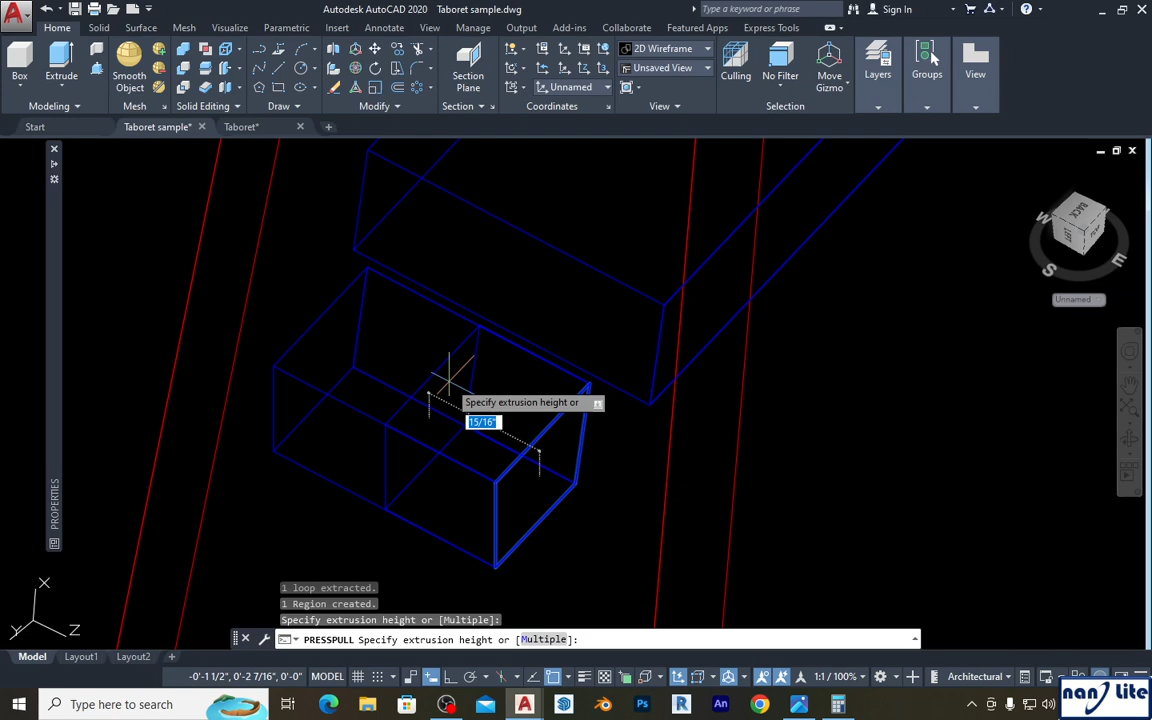 Autodesk AutoCAD 2020 Taboret sample.dwg
Type a keyword or phrase
Sign In
Home Solid Surface Mesh Visualize Parametric Insert Annotate View Manage Output Add-ins Collaborate Featured Apps Express Tools
Box
Extrude
Smooth
Object
Section
Plane
2D Wireframe
Unsaved View
Unnamed
Culling
No Filter
Move
Gizmo
Layers
Groups
View
Modeling
Mesh
Solid Editing
Draw
Modify
Section
Coordinates
View
Selection
Start
Taboret sample*
Taboret*
BACK
LEFT
W
S
E
Unnamed
Specify extrusion height or
15/16"
PROPERTIES
X
Y
Z
1 loop extracted.
1 Region created.
Specify extrusion height or [Multiple]:
PRESSPULL Specify extrusion height or [Multiple]:
Model
Layout1
Layout2
-0'-1 1/2", 0'-2 7/16", 0'-0"
MODEL
1:1 / 100%
Architectural
Type here to search
nan7lite